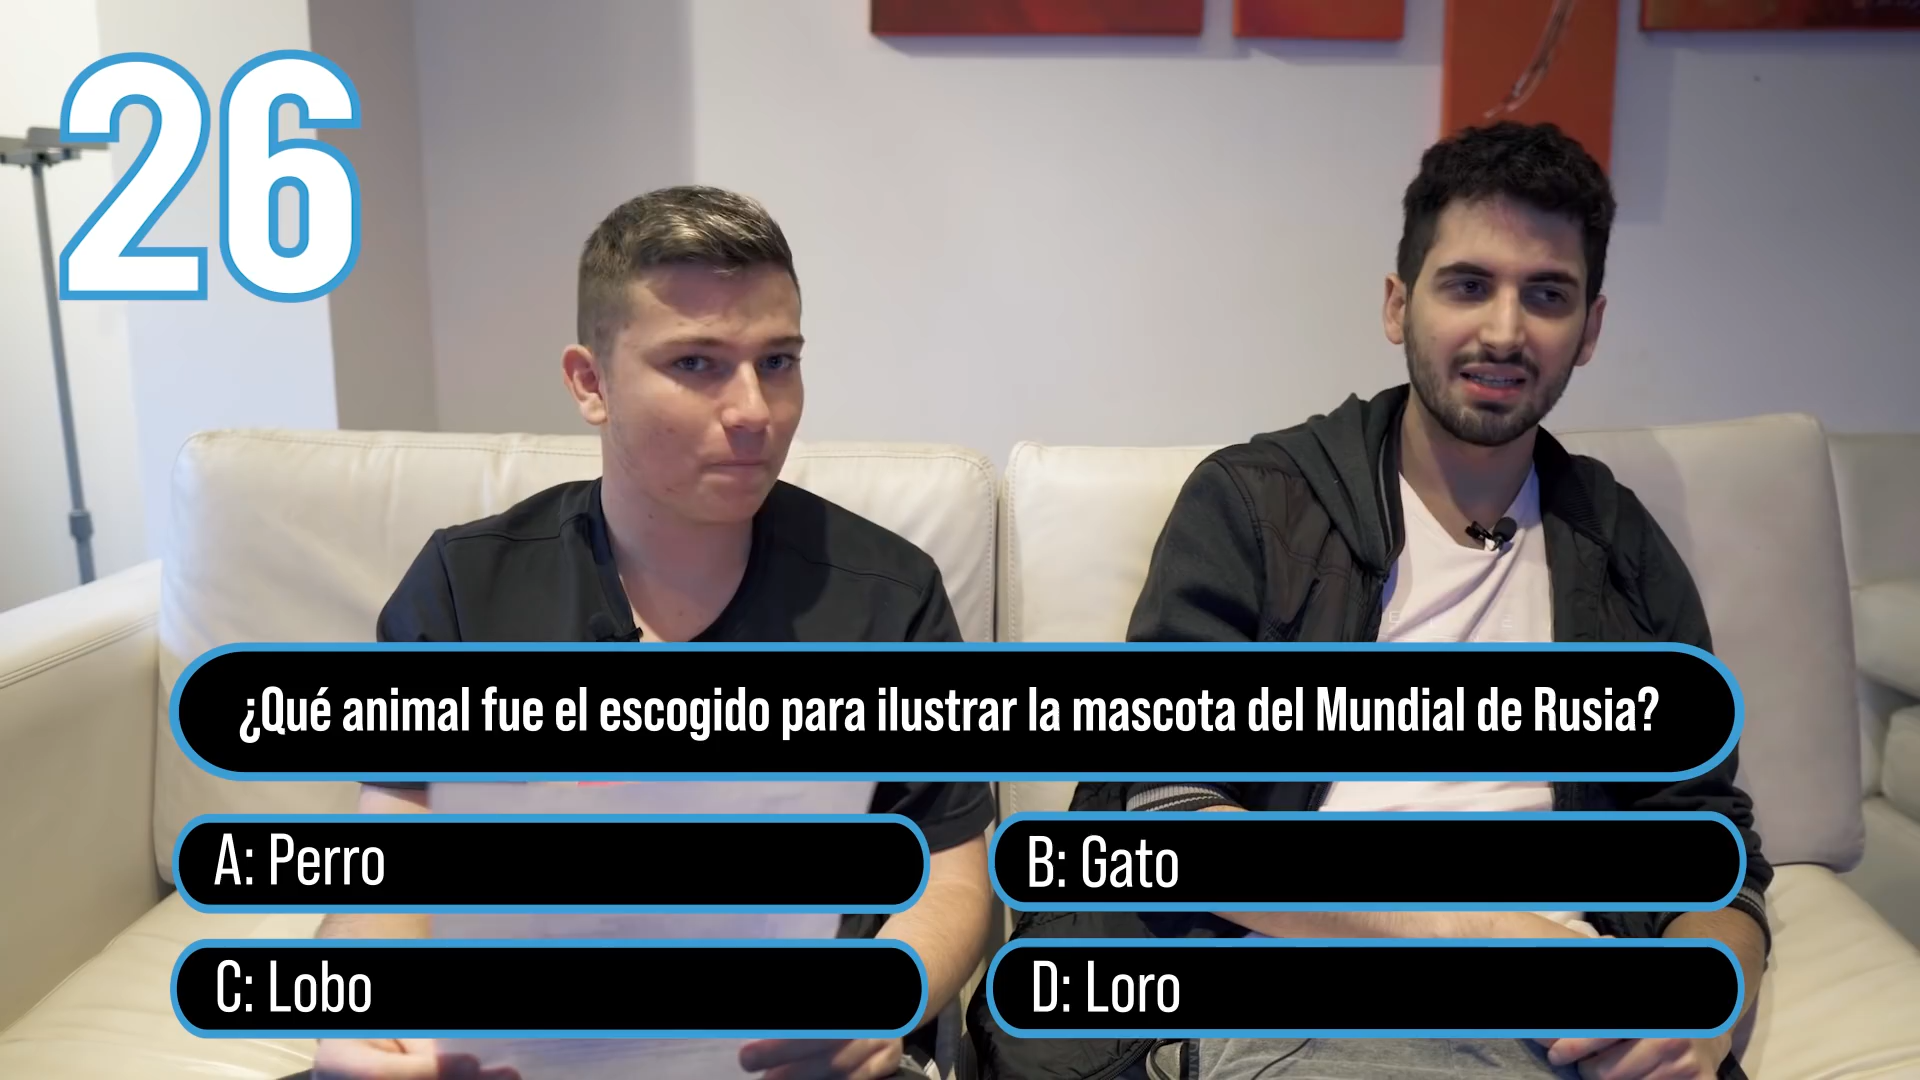 26
¿Qué animal fue el escogido para ilustrar la mascota del Mundial de Rusia?
A: Perro
B: Gato
C: Lobo
D: Loro